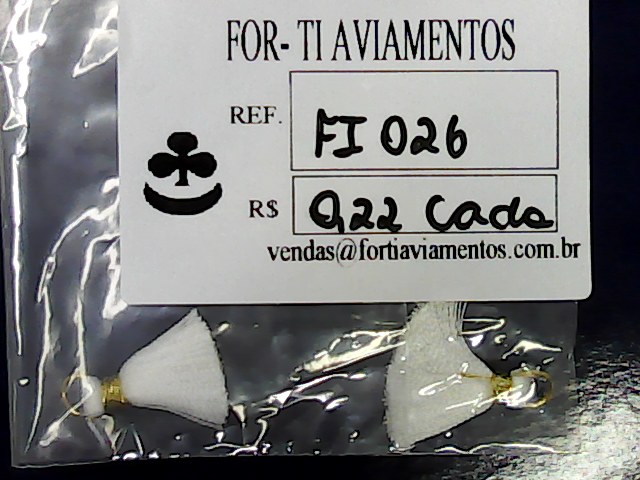 FOR- TI AVIAMENTOS
REF. FI 026
R$ 0,22 Cada
vendas@fortiaviamentos.com.br